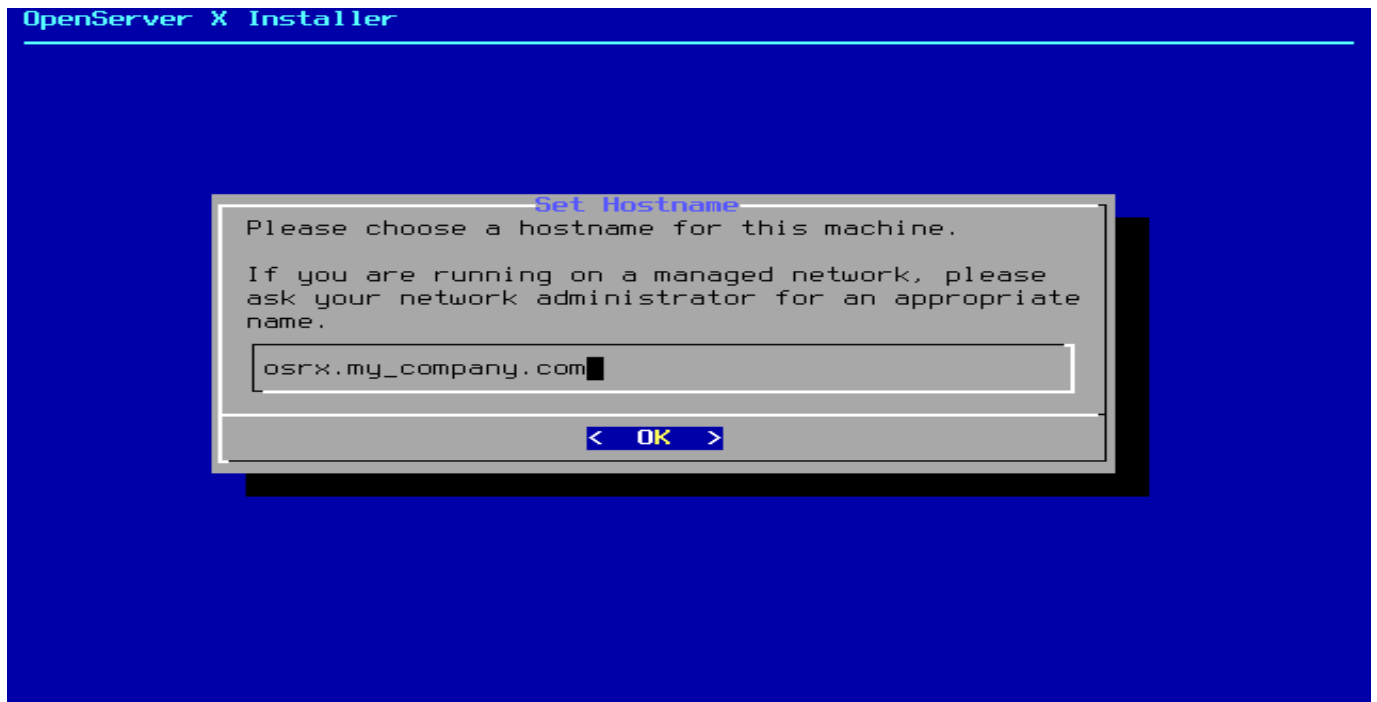 OpenServer X Installer
Set Hostname
Please choose a hostname for this machine.
If you are running on a managed network, please
ask your network administrator for an appropriate
name.
osrx.my_company.com
< OK >